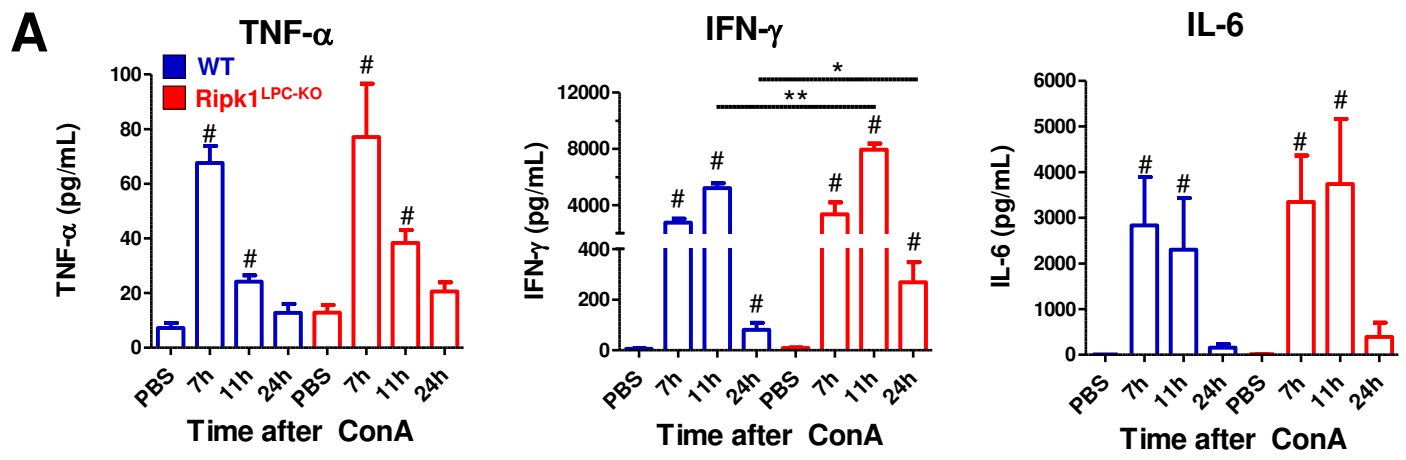 A
TNF-α
WT
Ripk1LPC-KO
TNF-α (pg/mL)
100
80
60
40
20
0
# # # #
PBS 7h 11h 24h PBS 7h 11h 24h
Time after ConA
IFN-γ
*
**
IFN-γ (pg/mL)
12000
8000
4000
400
200
0
# # # # # #
PBS 7h 11h 24h PBS 7h 11h 24h
Time after ConA
IL-6
IL-6 (pg/mL)
6000
5000
4000
3000
2000
1000
0
# # # #
PBS 7h 11h 24h PBS 7h 11h 24h
Time after ConA